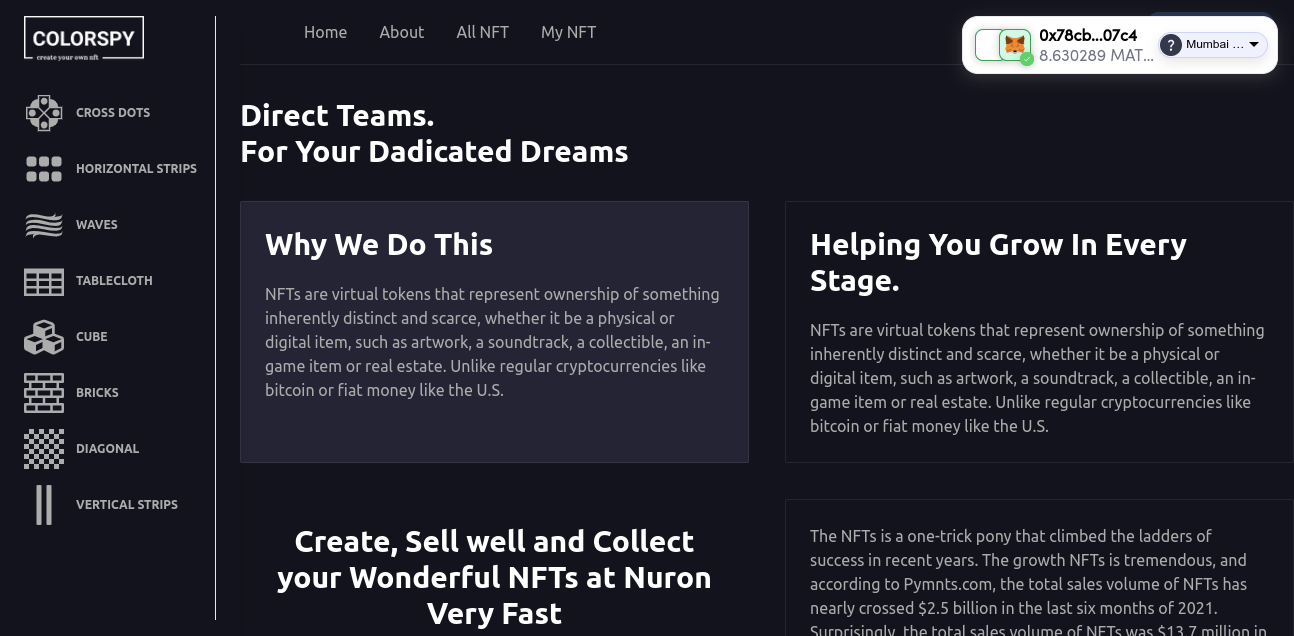 COLORSPY
create your own nft
Home
About
All NFT
My NFT
0x78cb...07c4
8.630289 MAT...
?
Mumbai ...
CROSS DOTS
HORIZONTAL STRIPS
WAVES
TABLECLOTH
CUBE
BRICKS
DIAGONAL
VERTICAL STRIPS
Direct Teams.
For Your Dadicated Dreams
Why We Do This
NFTs are virtual tokens that represent ownership of something
inherently distinct and scarce, whether it be a physical or
digital item, such as artwork, a soundtrack, a collectible, an in-
game item or real estate. Unlike regular cryptocurrencies like
bitcoin or fiat money like the U.S.
Helping You Grow In Every
Stage.
NFTs are virtual tokens that represent ownership of something
inherently distinct and scarce, whether it be a physical or
digital item, such as artwork, a soundtrack, a collectible, an in-
game item or real estate. Unlike regular cryptocurrencies like
bitcoin or fiat money like the U.S.
Create, Sell well and Collect
your Wonderful NFTs at Nuron
Very Fast
The NFTs is a one-trick pony that climbed the ladders of
success in recent years. The growth NFTs is tremendous, and
according to Pymnts.com, the total sales volume of NFTs has
nearly crossed $2.5 billion in the last six months of 2021.
Surprisingly, the total sales volume of NFTs was $13.7 million in